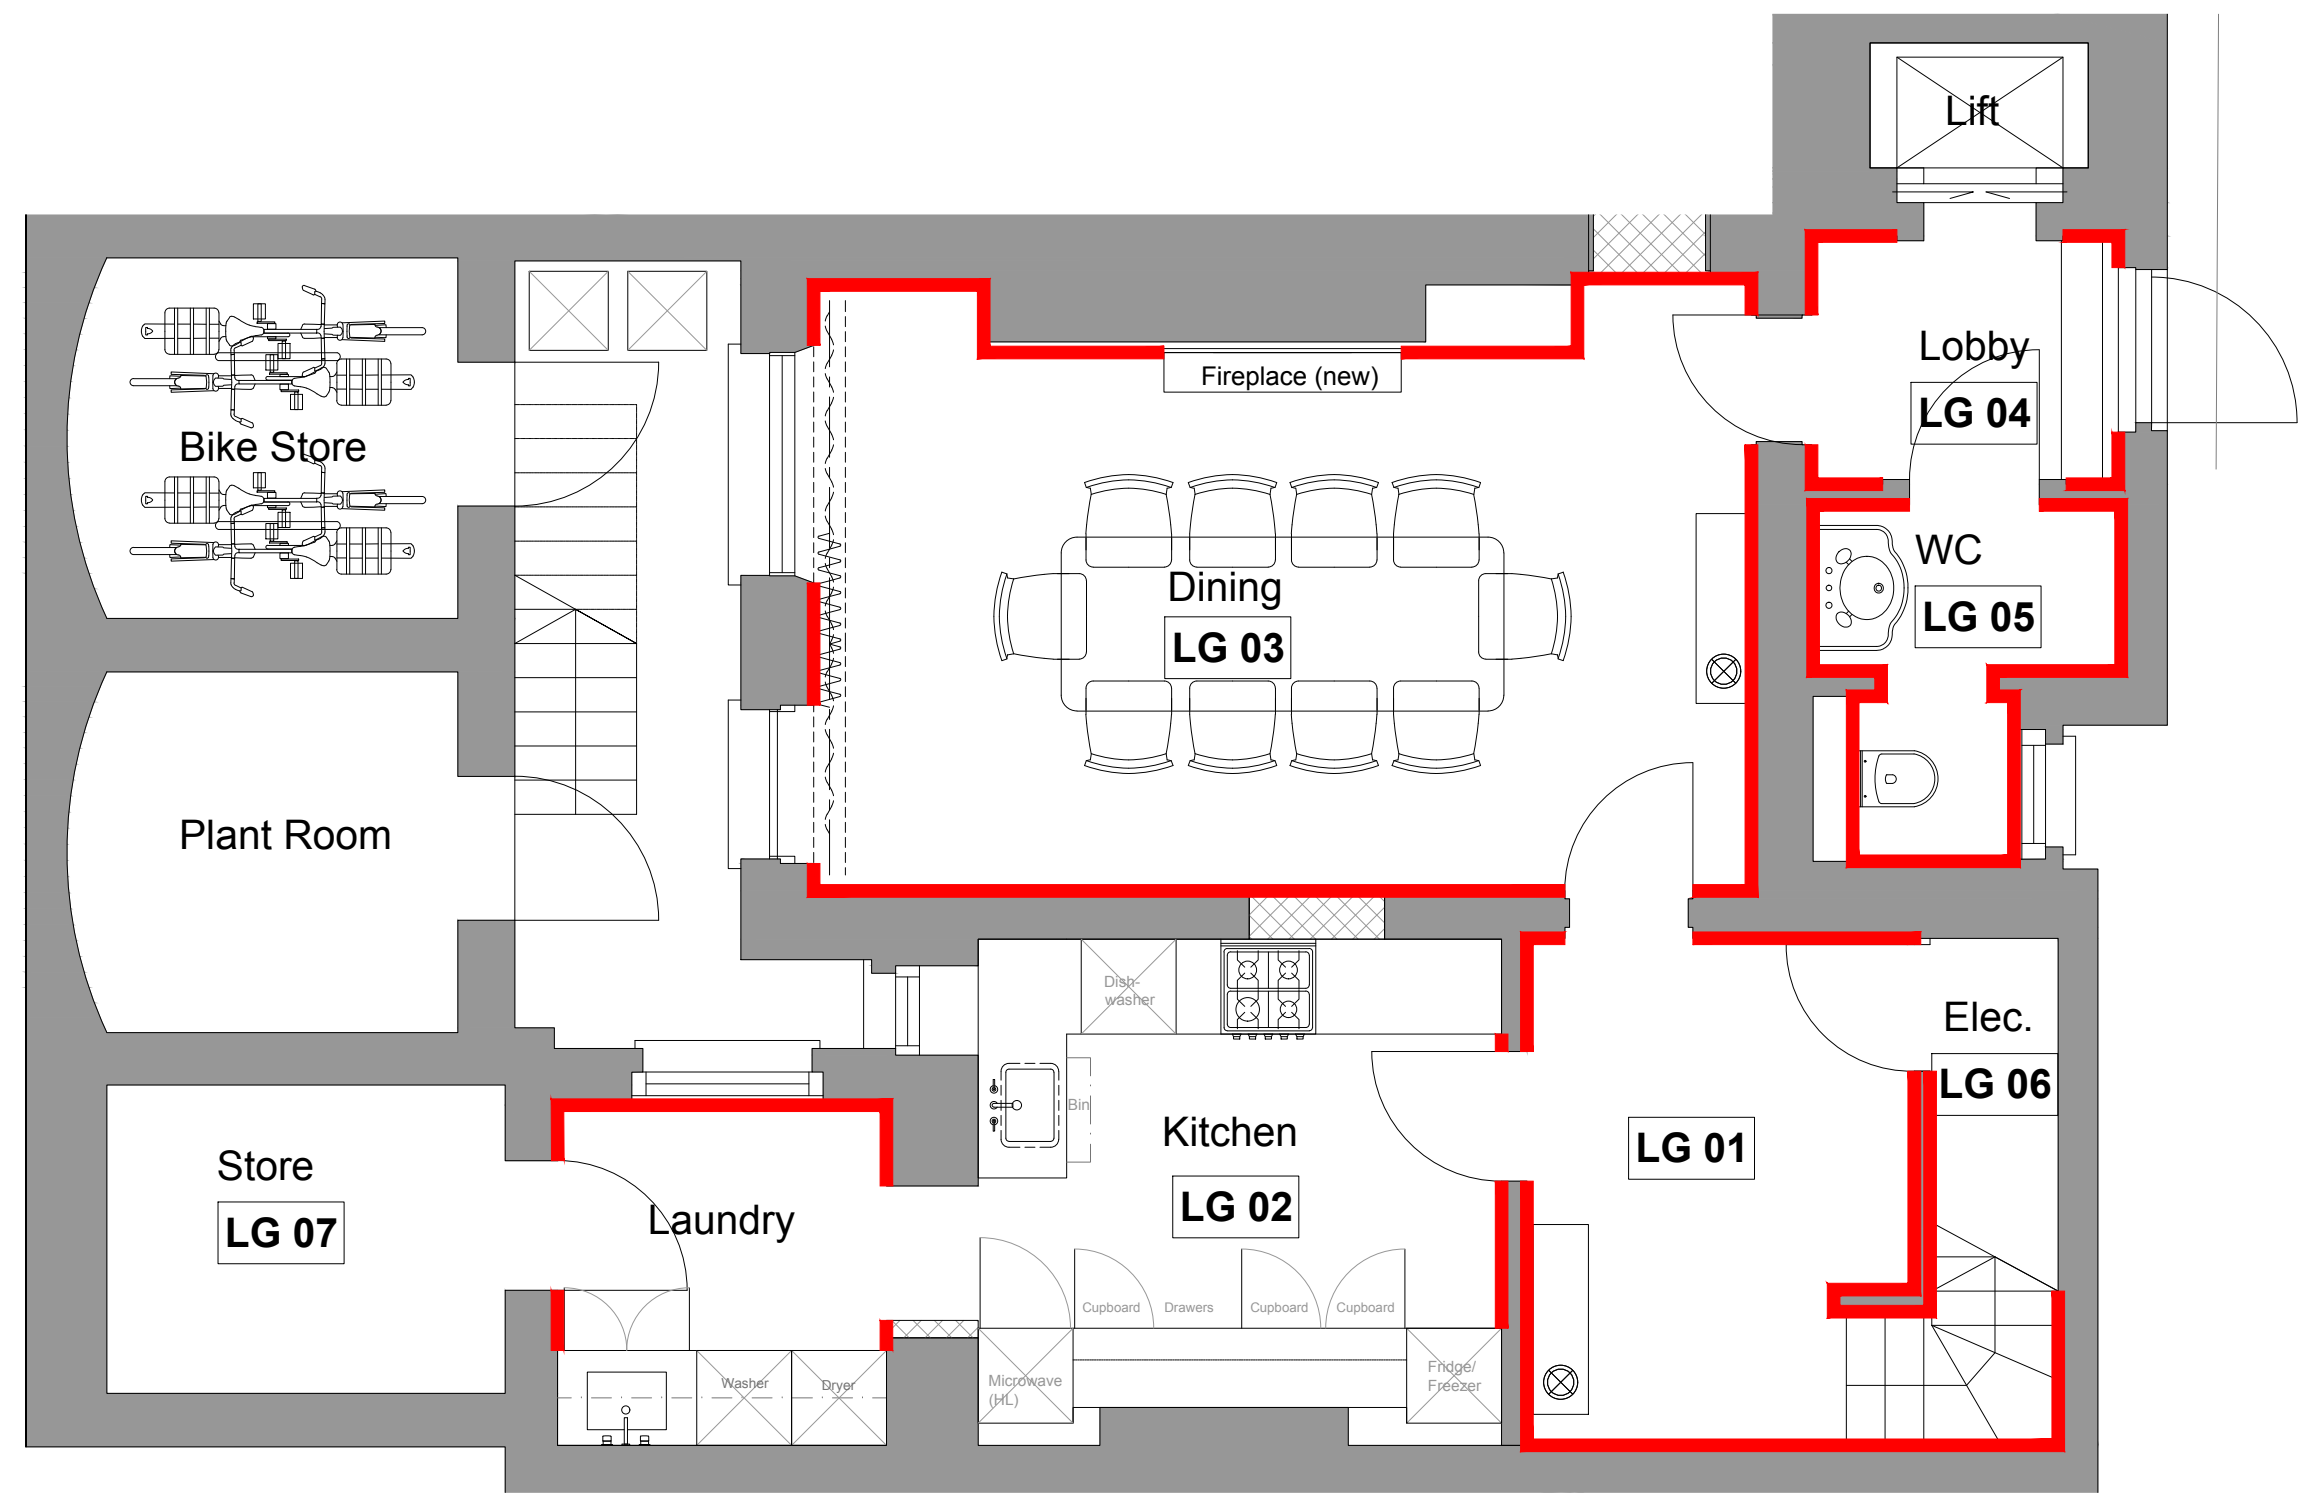 Lift
Lobby
LG 04
Fireplace (new)
Bike Store
WC
LG 05
Dining
LG 03
Plant Room
Dish-
washer
Elec.
LG 06
Bin
Kitchen
LG 02
LG 01
Store
LG 07
Laundry
Cupboard
Drawers
Cupboard
Cupboard
Microwave
(HL)
Fridge/
Freezer
Washer
Dryer